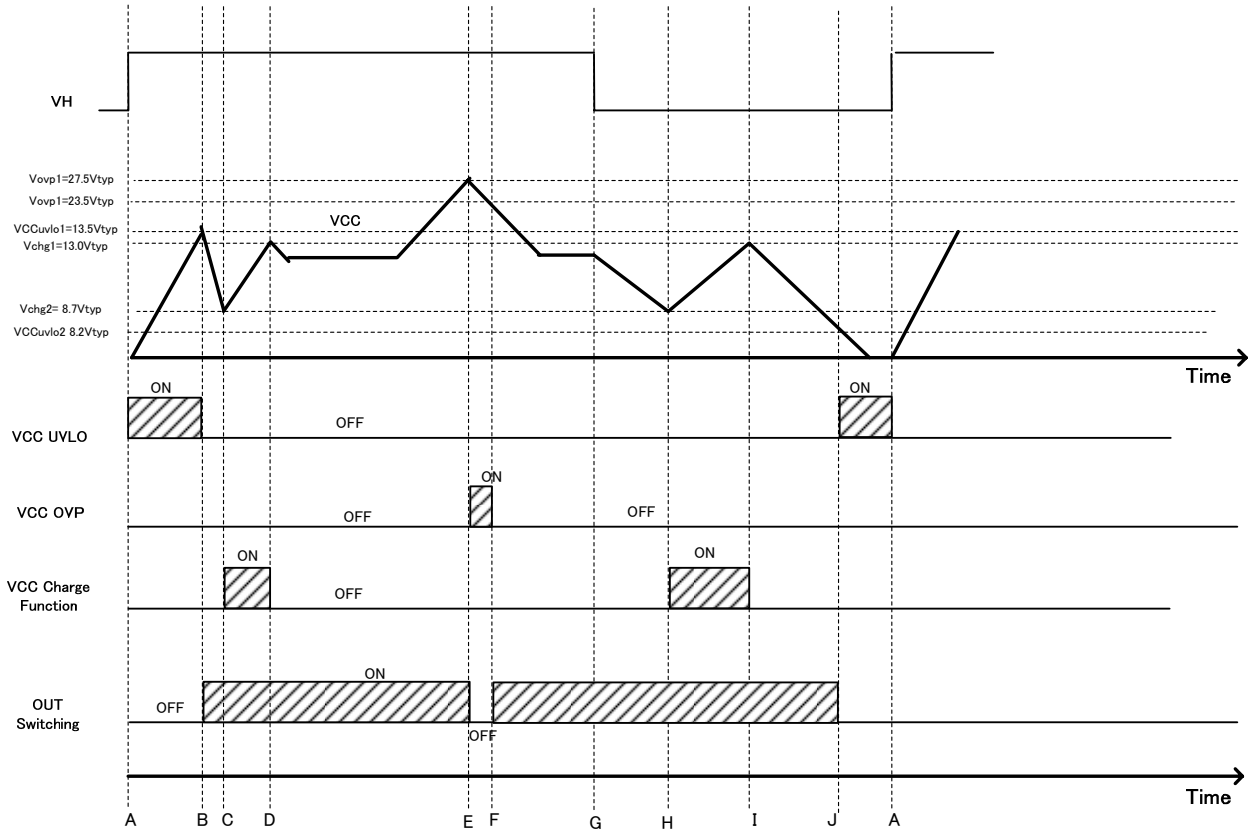 VH
Vovp1=27.5Vtyp
Vovp1=23.5Vtyp
VCCuvlo1=13.5Vtyp
Vchg1=13.0Vtyp
VCC
Vchg2= 8.7Vtyp
VCCuvlo2 8.2Vtyp
Time
ON
ON
VCC UVLO
OFF
ON
VCC OVP
OFF
OFF
ON
ON
VCC Charge
Function
OFF
ON
OUT
Switching
OFF
OFF
Time
A B C D E F G H I J A